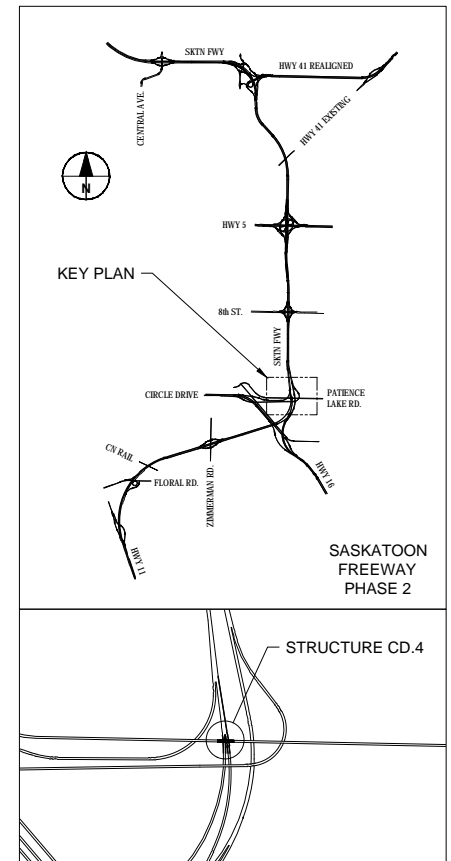 SKTN FWY
HWY 41 REALIGNED
CENTRAL AVE.
HWY 41 EXISTING
N
HWY 5
KEY PLAN
8th ST.
SKTN FWY
CIRCLE DRIVE
PATIENCE
LAKE RD.
CN RAIL
FLORAL RD.
ZIMMERMAN RD.
HWY 16
HWY 11
SASKATOON
FREEWAY
PHASE 2
STRUCTURE CD.4